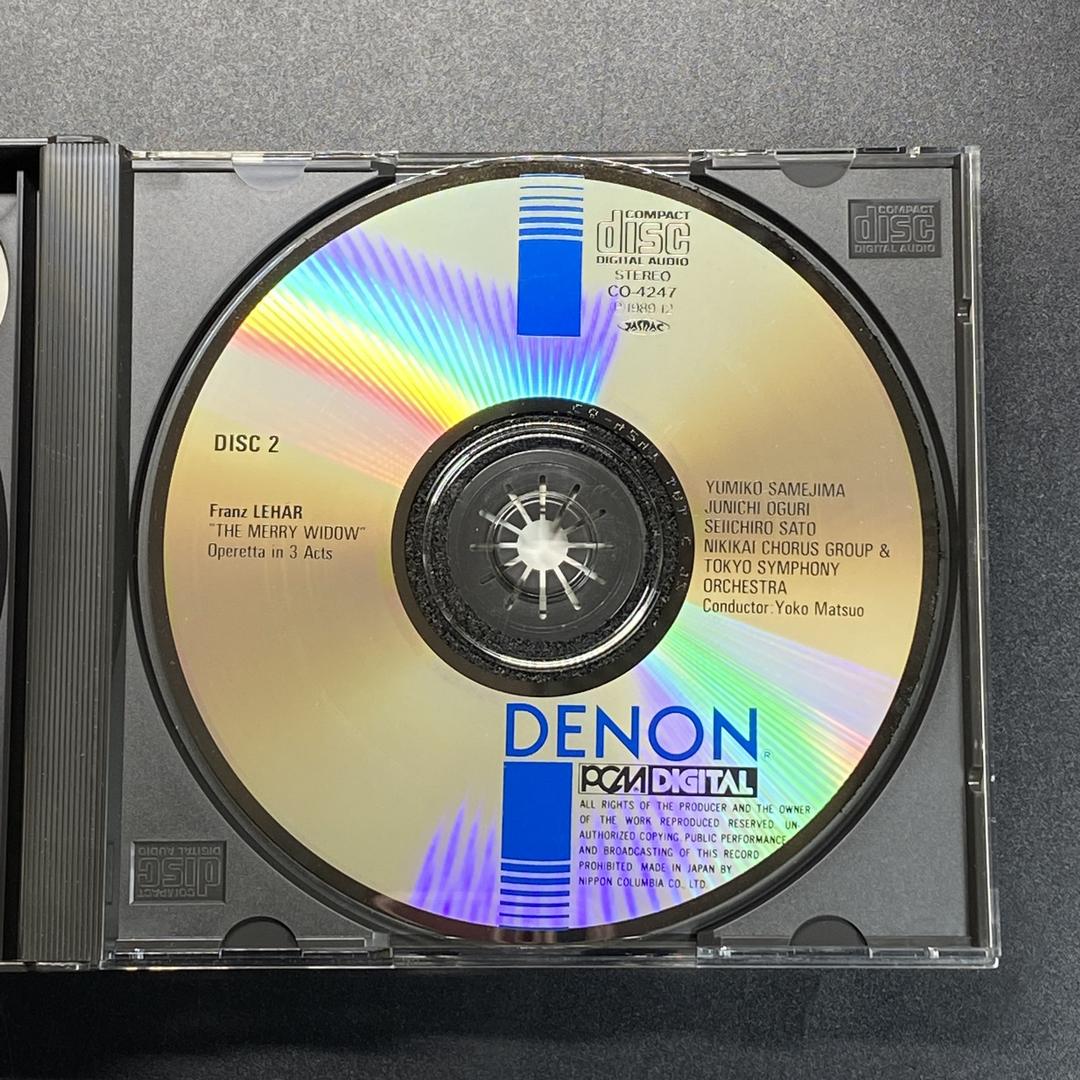 COMPACT
disc
DIGITAL AUDIO
STEREO
CO-4247
℗1989.12
JASRAC
COMPACT
disc
DIGITAL AUDIO
DISC 2
Franz LEHÁR
"THE MERRY WIDOW"
Operetta in 3 Acts
YUMIKO SAMEJIMA
JUNICHI OGURI
SEIICHIRO SATO
NIKIKAI CHORUS GROUP &
TOKYO SYMPHONY
ORCHESTRA
Conductor:Yoko Matsuo
DENON®
PCM DIGITAL
ALL RIGHTS OF THE PRODUCER AND THE OWNER
OF THE WORK REPRODUCED RESERVED UN-
AUTHORIZED COPYING, PUBLIC PERFORMANCE
AND BROADCASTING OF THIS RECORD
PROHIBITED MADE IN JAPAN BY
NIPPON COLUMBIA CO., LTD.
COMPACT
disc
DIGITAL AUDIO